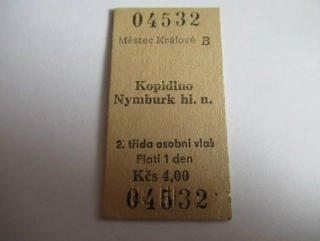 04532
Městec Králové B
Kopidlno
Nymburk hl. n.
2. třída osobní vlak
Platí 1 den
Kčs 4,00
04532